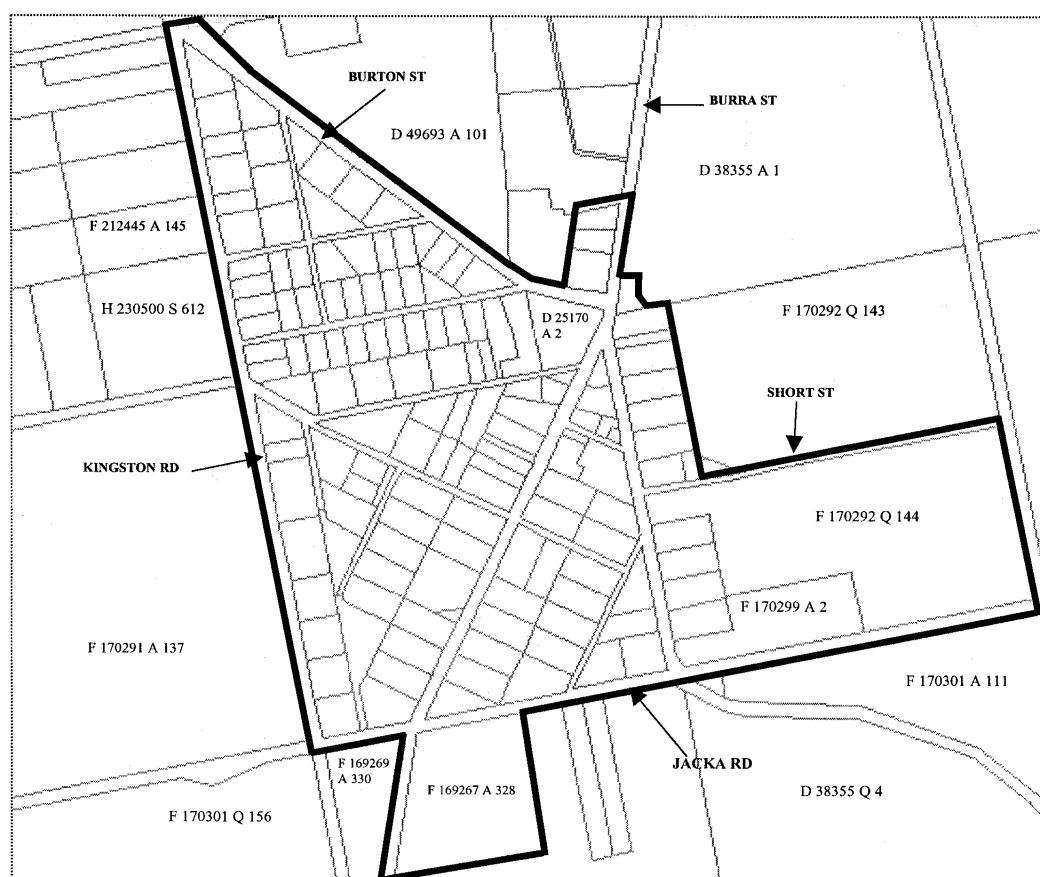 BURTON ST
BURRA ST
D 49693 A 101
D 38355 A 1
F 212445 A 145
H 230500 S 612
F 170292 Q 143
D 25170
A 2
SHORT ST
KINGSTON RD
F 170292 Q 144
F 170299 A 2
F 170291 A 137
F 170301 A 111
F 169269
A 330
JACKA RD
F 169267 A 328
D 38355 Q 4
F 170301 Q 156